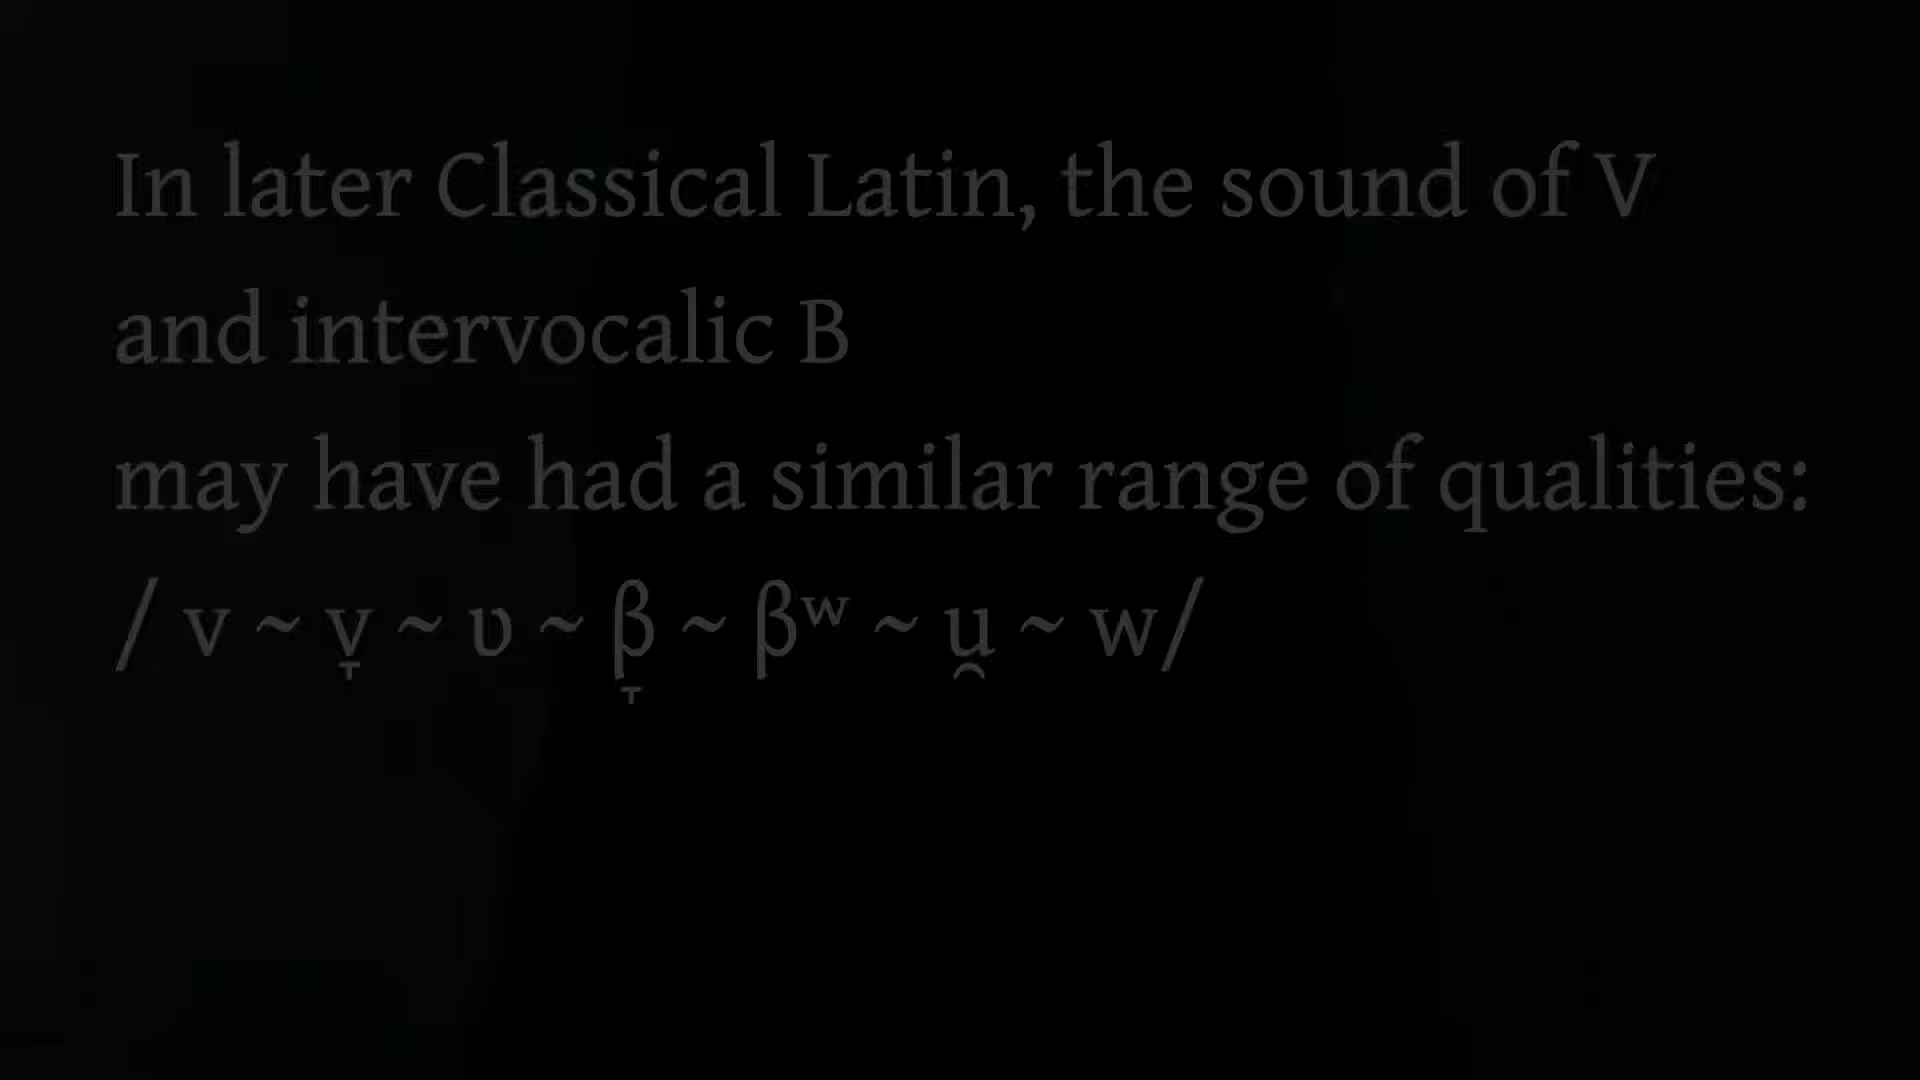 In later Classical Latin, the sound of V
and intervocalic B
may have had a similar range of qualities:
/ v ~ v̞ ~ ʋ ~ β̞ ~ βʷ ~ u̯ ~ w/